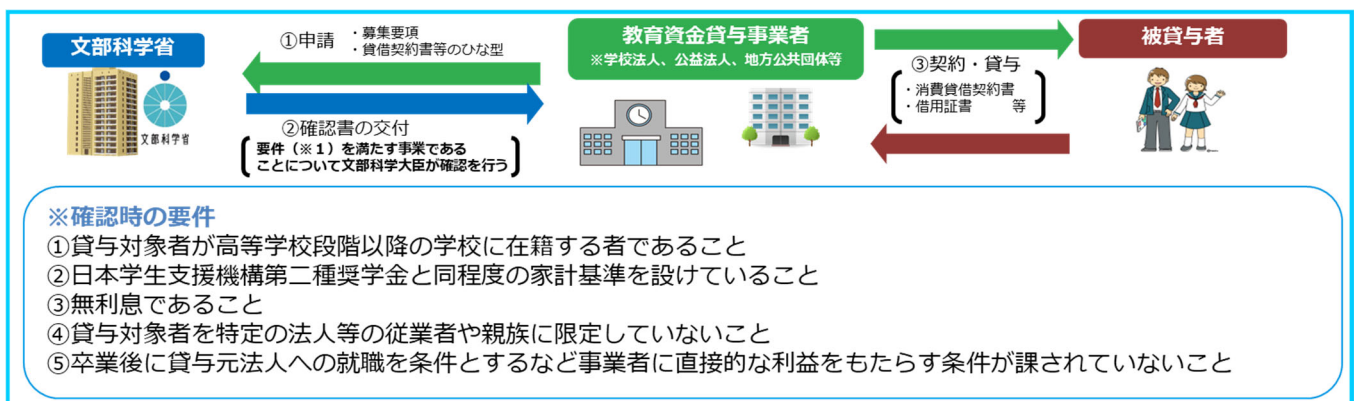 文部科学省
①申請
・募集要項
・貸借契約書等のひな型
教育資金貸与事業者
※学校法人、公益法人、地方公共団体等
被貸与者
③契約・貸与
・消費貸借契約書
・借用証書　等
文部科学省
②確認書の交付
要件（※１）を満たす事業である
ことについて文部科学大臣が確認を行う
※確認時の要件
①貸与対象者が高等学校段階以降の学校に在籍する者であること
②日本学生支援機構第二種奨学金と同程度の家計基準を設けていること
③無利息であること
④貸与対象者を特定の法人等の従業者や親族に限定していないこと
⑤卒業後に貸与元法人への就職を条件とするなど事業者に直接的な利益をもたらす条件が課されていないこと